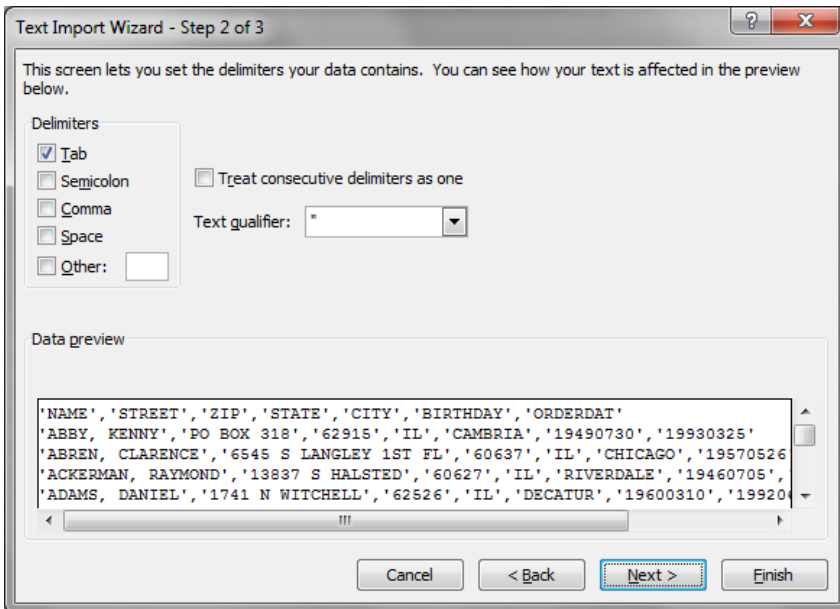 Text Import Wizard - Step 2 of 3
?
X
This screen lets you set the delimiters your data contains.  You can see how your text is affected in the preview
below.
Delimiters
Tab
Semicolon
Comma
Space
Other:
Treat consecutive delimiters as one
Text qualifier: "
Data preview
'NAME','STREET','ZIP','STATE','CITY','BIRTHDAY','ORDERDAT'
'ABBY, KENNY','PO BOX 318','62915','IL','CAMBRIA','19490730','19930325'
'ABREN, CLARENCE','6545 S LANGLEY 1ST FL','60637','IL','CHICAGO','19570526
'ACKERMAN, RAYMOND','13837 S HALSTED','60627','IL','RIVERDALE','19460705',
'ADAMS, DANIEL','1741 N WITCHELL','62526','IL','DECATUR','19600310','19920
Cancel
< Back
Next >
Finish